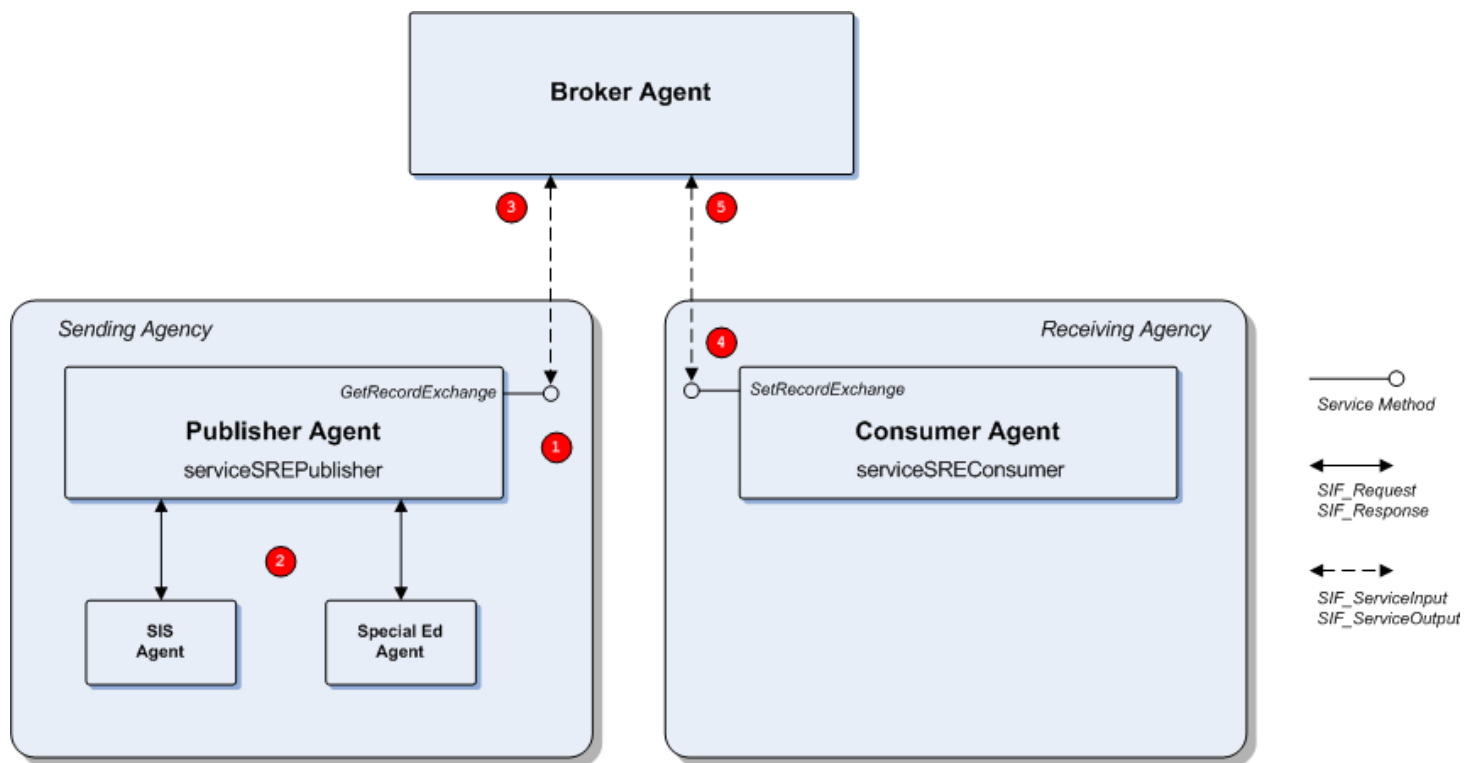 Broker Agent
3
5
Sending Agency
GetRecordExchange
Publisher Agent
serviceSREPublisher
1
2
SIS
Agent
Special Ed
Agent
Receiving Agency
4
SetRecordExchange
Consumer Agent
serviceSREConsumer
Service Method
SIF_Request
SIF_Response
SIF_ServiceInput
SIF_ServiceOutput